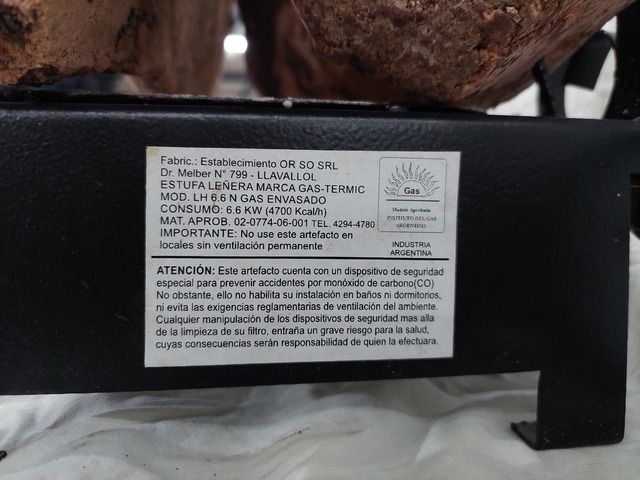 Fabric.: Establecimiento OR SO SRL
Dr. Melber N° 799 - LLAVALLOL
ESTUFA LEÑERA MARCA GAS-TERMIC
MOD. LH 6.6 N GAS ENVASADO
CONSUMO: 6.6 KW (4700 Kcal/h)
MAT. APROB. 02-0774-06-001 TEL. 4294-4780
IMPORTANTE: No use este artefacto en
locales sin ventilación permanente
Gas
Modelo Aprobado
INSTITUTO DEL GAS
ARGENTINO
INDUSTRIA
ARGENTINA
ATENCIÓN: Este artefacto cuenta con un dispositivo de seguridad
especial para prevenir accidentes por monóxido de carbono(CO)
No obstante, ello no habilita su instalación en baños ni dormitorios,
ni evita las exigencias reglamentarias de ventilación del ambiente.
Cualquier manipulación de los dispositivos de seguridad mas alla
de la limpieza de su filtro, entraña un grave riesgo para la salud,
cuyas consecuencias serán responsabilidad de quien la efectuara.